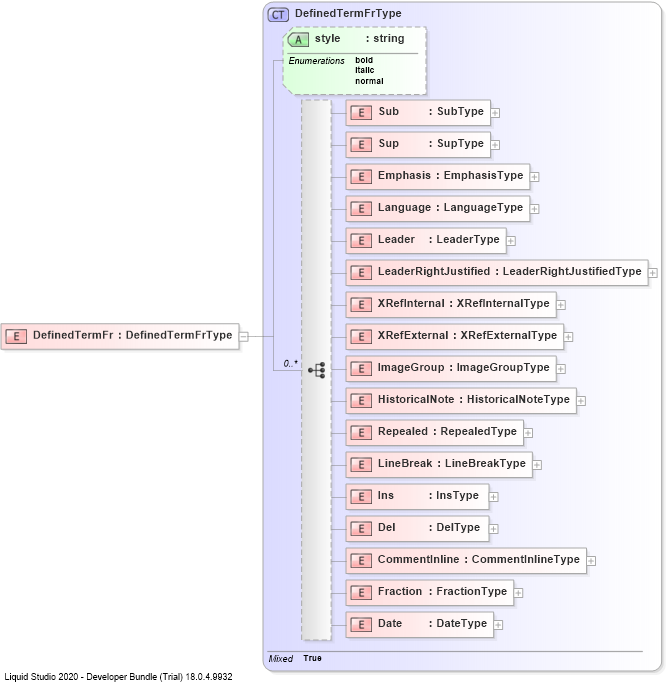 CT DefinedTermFrType
A style : string
Enumerations bold
italic
normal
E Sub : SubType
E Sup : SupType
E Emphasis : EmphasisType
E Language : LanguageType
E Leader : LeaderType
E LeaderRightJustified : LeaderRightJustifiedType
E XRefInternal : XRefInternalType
E DefinedTermFr : DefinedTermFrType
E XRefExternal : XRefExternalType
0..*
E ImageGroup : ImageGroupType
E HistoricalNote : HistoricalNoteType
E Repealed : RepealedType
E LineBreak : LineBreakType
E Ins : InsType
E Del : DelType
E CommentInline : CommentInlineType
E Fraction : FractionType
E Date : DateType
Mixed True
Liquid Studio 2020 - Developer Bundle (Trial) 18.0.4.9932